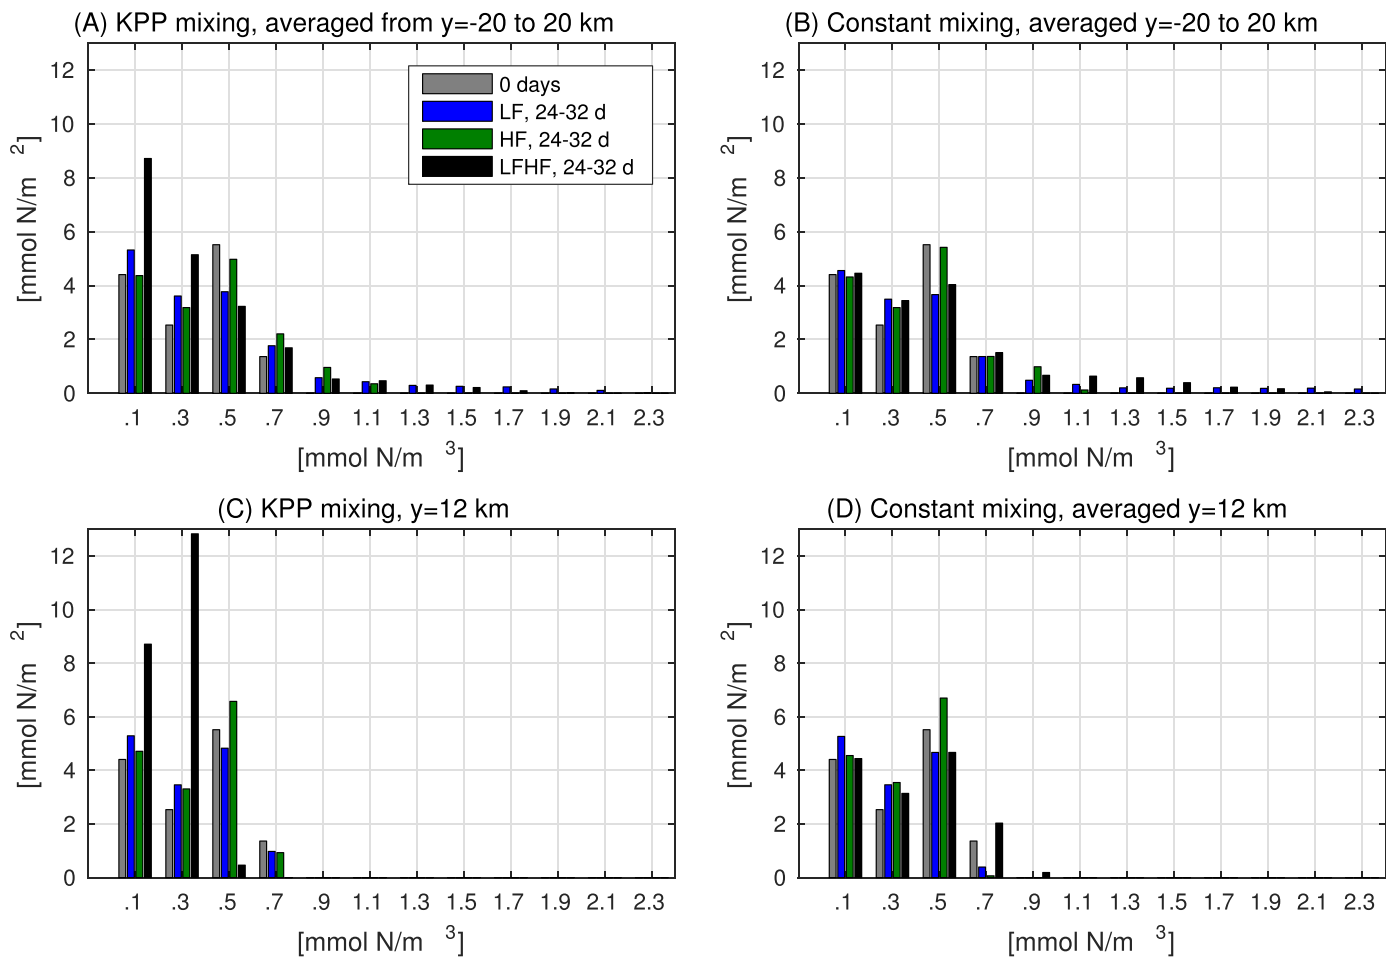 (A) KPP mixing, averaged from y=-20 to 20 km
12
10
8
6
4
2
0
[mmol N/m 2]
0 days
LF, 24-32 d
HF, 24-32 d
LFHF, 24-32 d
.1 .3 .5 .7 .9 1.1 1.3 1.5 1.7 1.9 2.1 2.3
[mmol N/m 3]
(B) Constant mixing, averaged y=-20 to 20 km
12
10
8
6
4
2
0
[mmol N/m 2]
.1 .3 .5 .7 .9 1.1 1.3 1.5 1.7 1.9 2.1 2.3
[mmol N/m 3]
(C) KPP mixing, y=12 km
12
10
8
6
4
2
0
[mmol N/m 2]
.1 .3 .5 .7 .9 1.1 1.3 1.5 1.7 1.9 2.1 2.3
[mmol N/m 3]
(D) Constant mixing, averaged y=12 km
12
10
8
6
4
2
0
[mmol N/m 2]
.1 .3 .5 .7 .9 1.1 1.3 1.5 1.7 1.9 2.1 2.3
[mmol N/m 3]